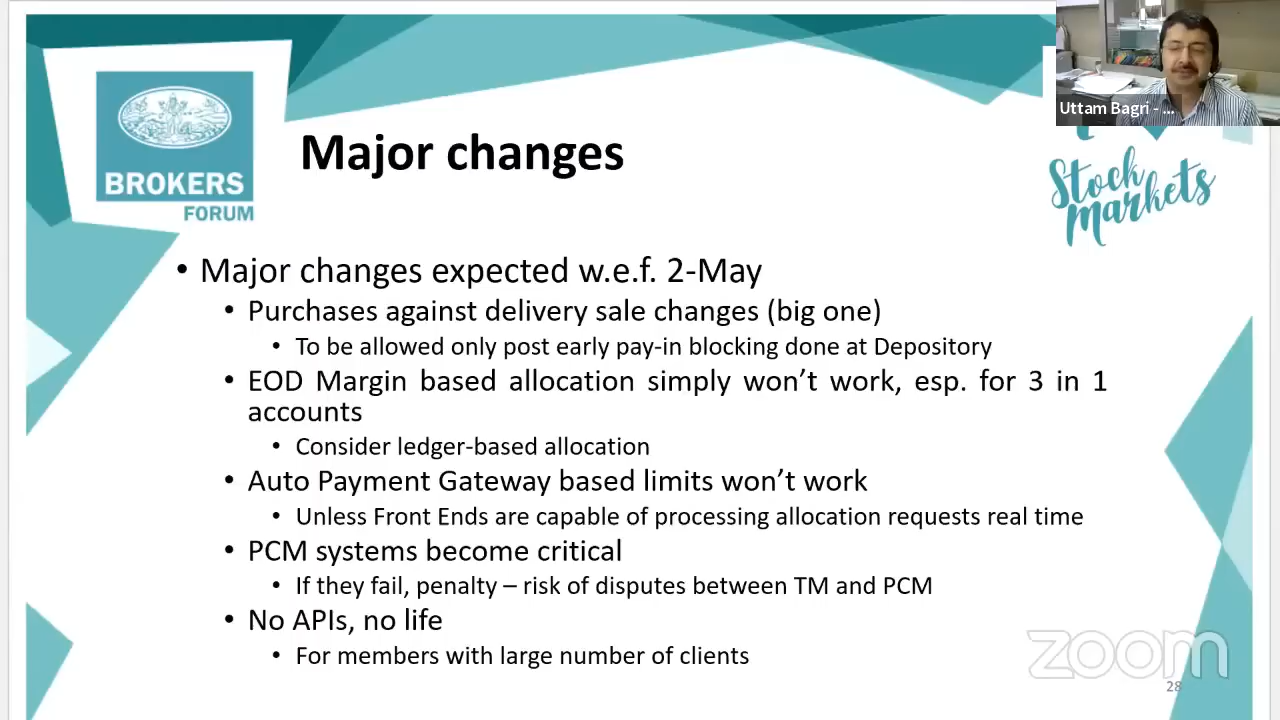 Uttam Bagri - ...
BROKERS
FORUM
Major changes
Stock
markets
• Major changes expected w.e.f. 2-May
• Purchases against delivery sale changes (big one)
• To be allowed only post early pay-in blocking done at Depository
• EOD Margin based allocation simply won't work, esp. for 3 in 1
accounts
• Consider ledger-based allocation
• Auto Payment Gateway based limits won't work
• Unless Front Ends are capable of processing allocation requests real time
• PCM systems become critical
• If they fail, penalty – risk of disputes between TM and PCM
• No APIs, no life
• For members with large number of clients
zoom
28